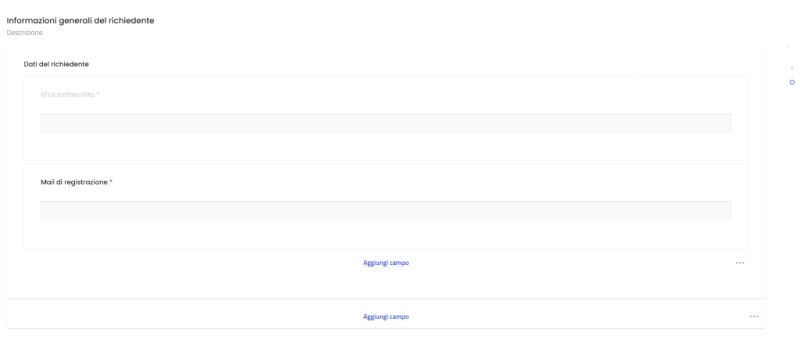 Informazioni generali del richiedente
Descrizione
Dati del richiedente
Il/La sottoscritto *
Mail di registrazione *
Aggiungi campo
Aggiungi campo